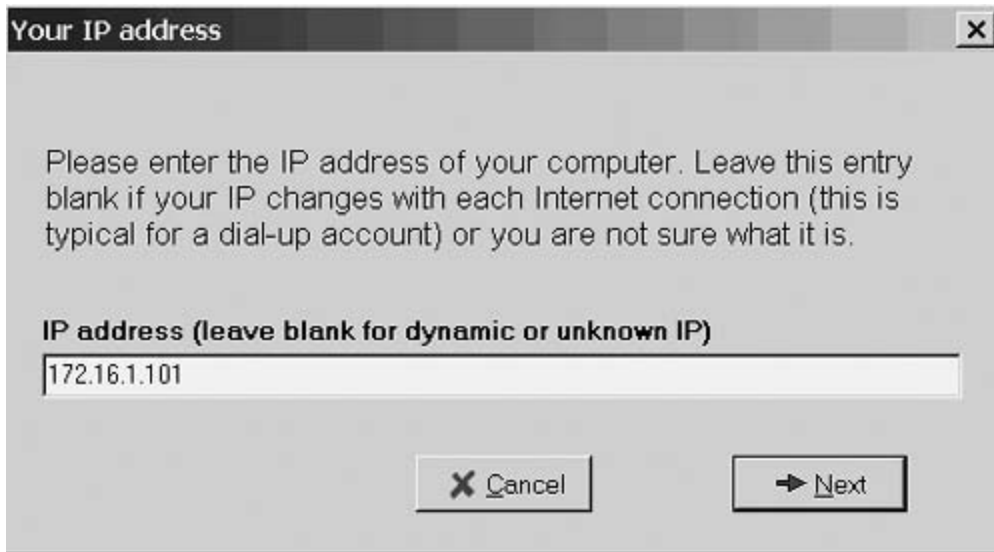 Your IP address
Please enter the IP address of your computer. Leave this entry
blank if your IP changes with each Internet connection (this is
typical for a dial-up account) or you are not sure what it is.
IP address (leave blank for dynamic or unknown IP)
172.16.1.101
Cancel
Next